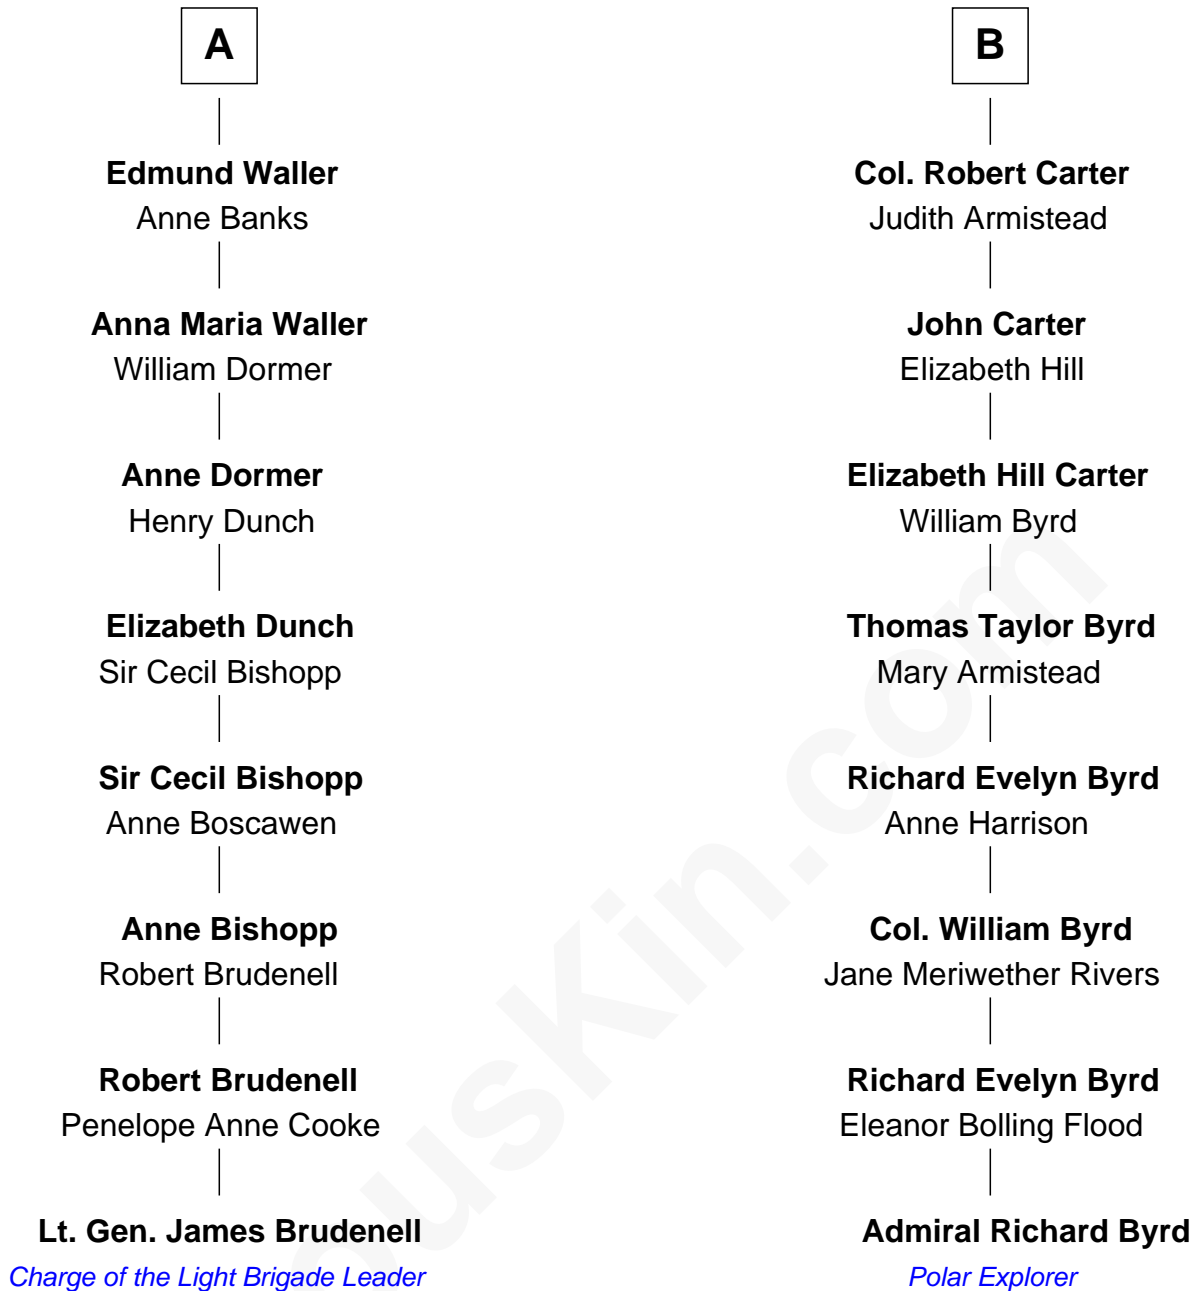 A
Edmund Waller
Anne Banks
Anna Maria Waller
William Dormer
Anne Dormer
Henry Dunch
Elizabeth Dunch
Sir Cecil Bishopp
Sir Cecil Bishopp
Anne Boscawen
Anne Bishopp
Robert Brudenell
Robert Brudenell
Penelope Anne Cooke
Lt. Gen. James Brudenell
Charge of the Light Brigade Leader
B
Col. Robert Carter
Judith Armistead
John Carter
Elizabeth Hill
Elizabeth Hill Carter
William Byrd
Thomas Taylor Byrd
Mary Armistead
Richard Evelyn Byrd
Anne Harrison
Col. William Byrd
Jane Meriwether Rivers
Richard Evelyn Byrd
Eleanor Bolling Flood
Admiral Richard Byrd
Polar Explorer
ousKin.com